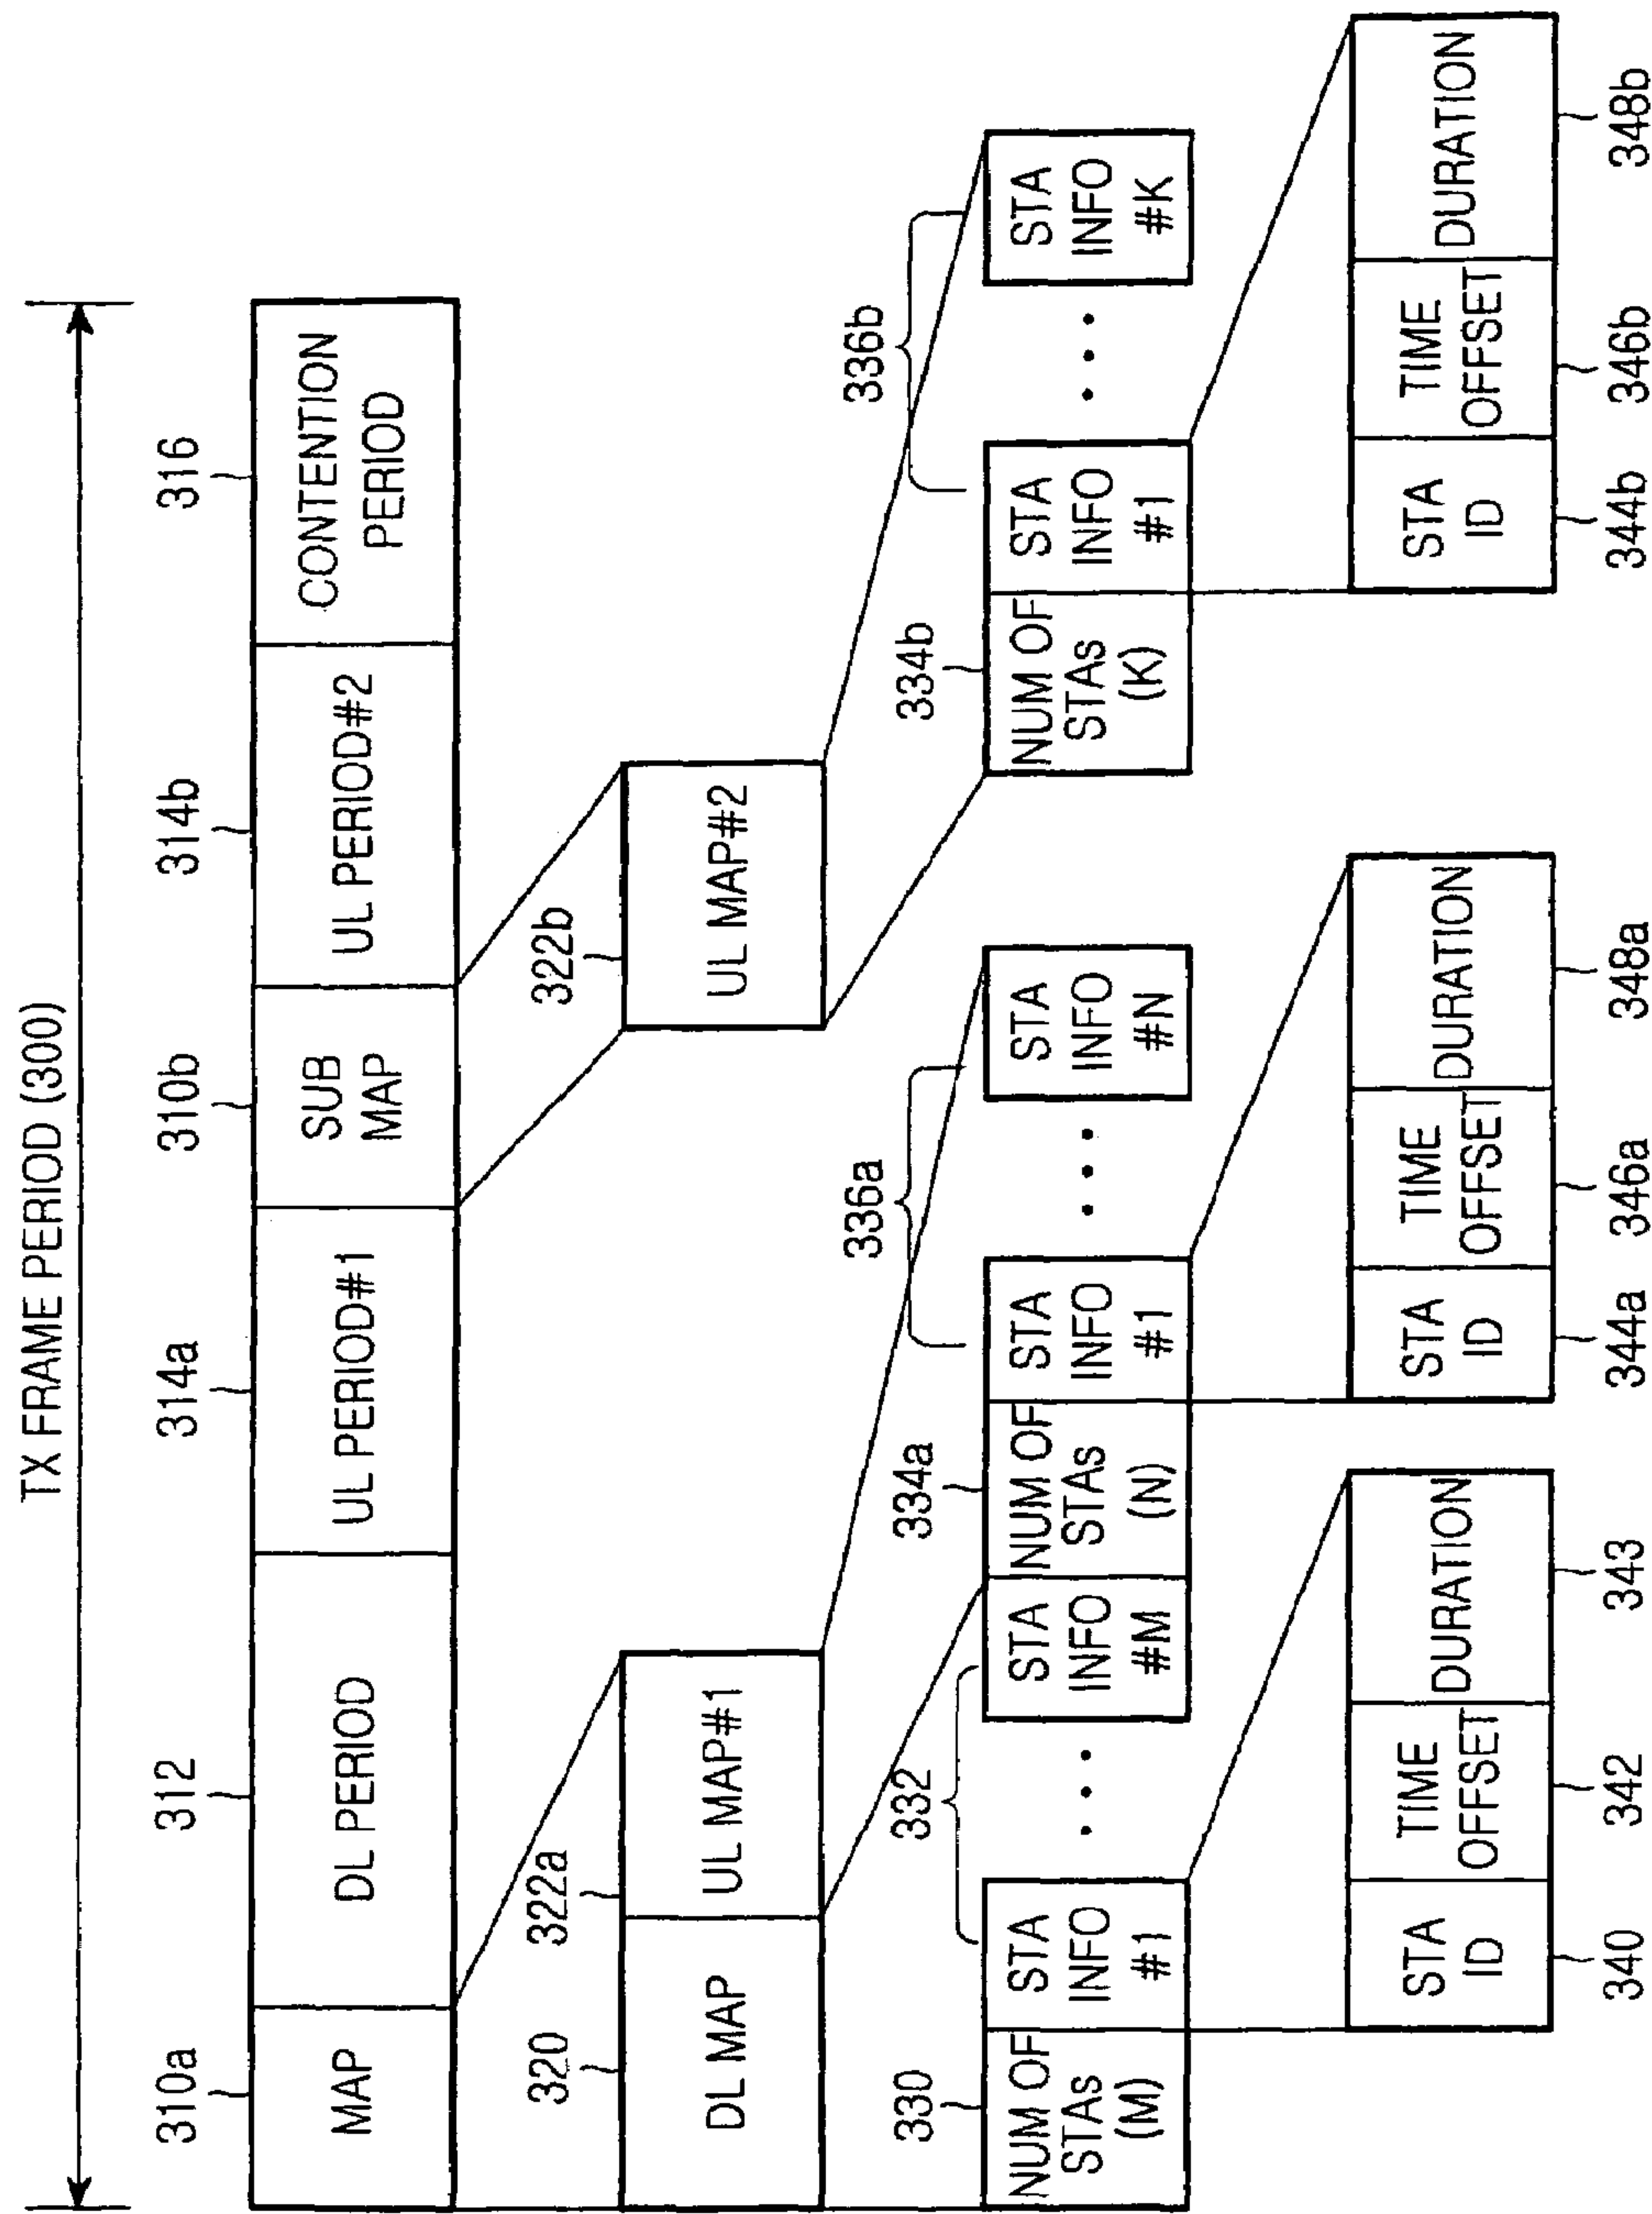 TX FRAME PERIOD (300)
310a
312
314a
310b
314b
316
MAP
DL PERIOD
UL PERIOD#1
SUB
MAP
UL PERIOD#2
CONTENTION
PERIOD
320
322a
322b
DL MAP
UL MAP#1
UL MAP#2
330
332
334a
336a
334b
336b
NUM OF
STAs
(M)
STA
INFO
#1
• • •
STA
INFO
#M
NUM OF
STAs
(N)
STA
INFO
#1
• • •
STA
INFO
#N
NUM OF
STAs
(K)
STA
INFO
#1
• • •
STA
INFO
#K
STA
ID
TIME
OFFSET
DURATION
STA
ID
TIME
OFFSET
DURATION
STA
ID
TIME
OFFSET
DURATION
340
342
343
344a
346a
348a
344b
346b
348b